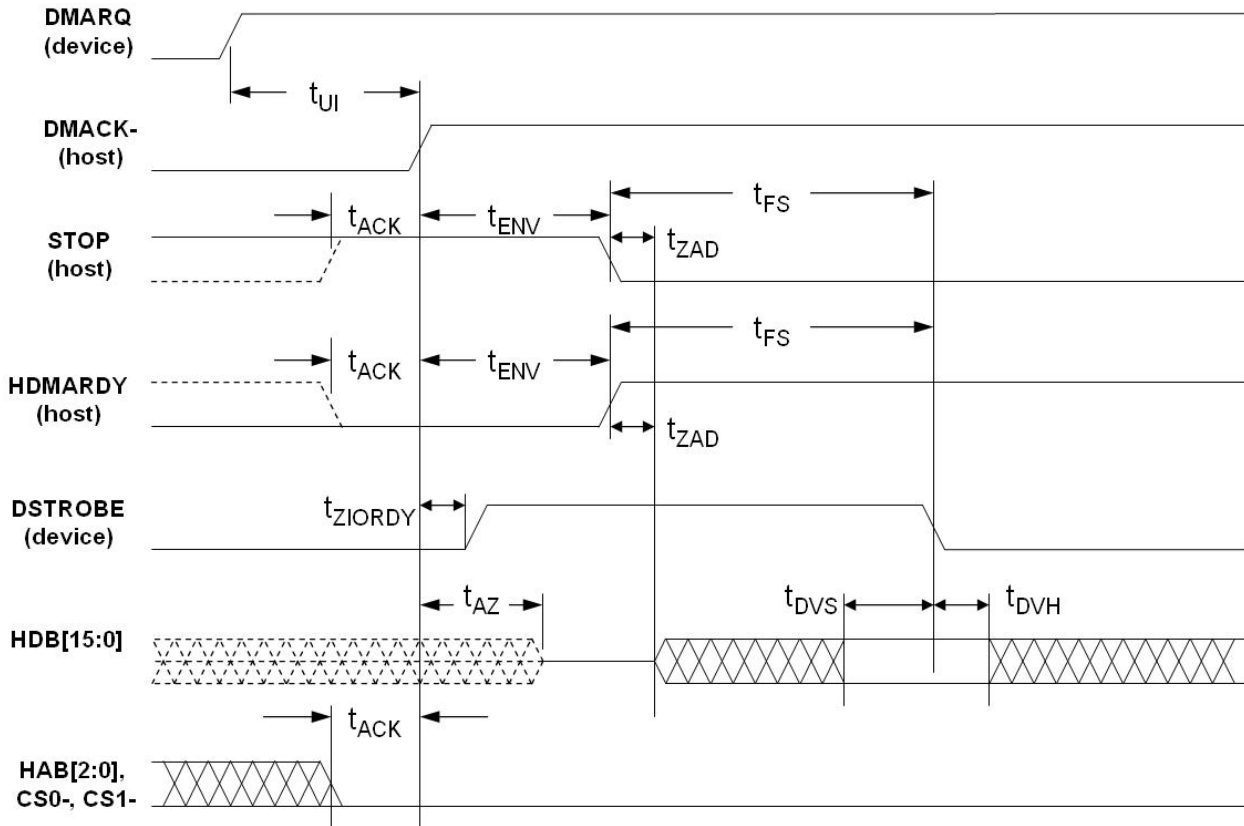 DMARQ
(device)
tUI
DMACK-
(host)
tFS
tACK
tENV
tZAD
STOP
(host)
tFS
tACK
tENV
HDMARDY
(host)
tZAD
DSTROBE
(device)
tZIORDY
tAZ
tDVS
tDVH
HDB[15:0]
tACK
HAB[2:0],
CS0-, CS1-